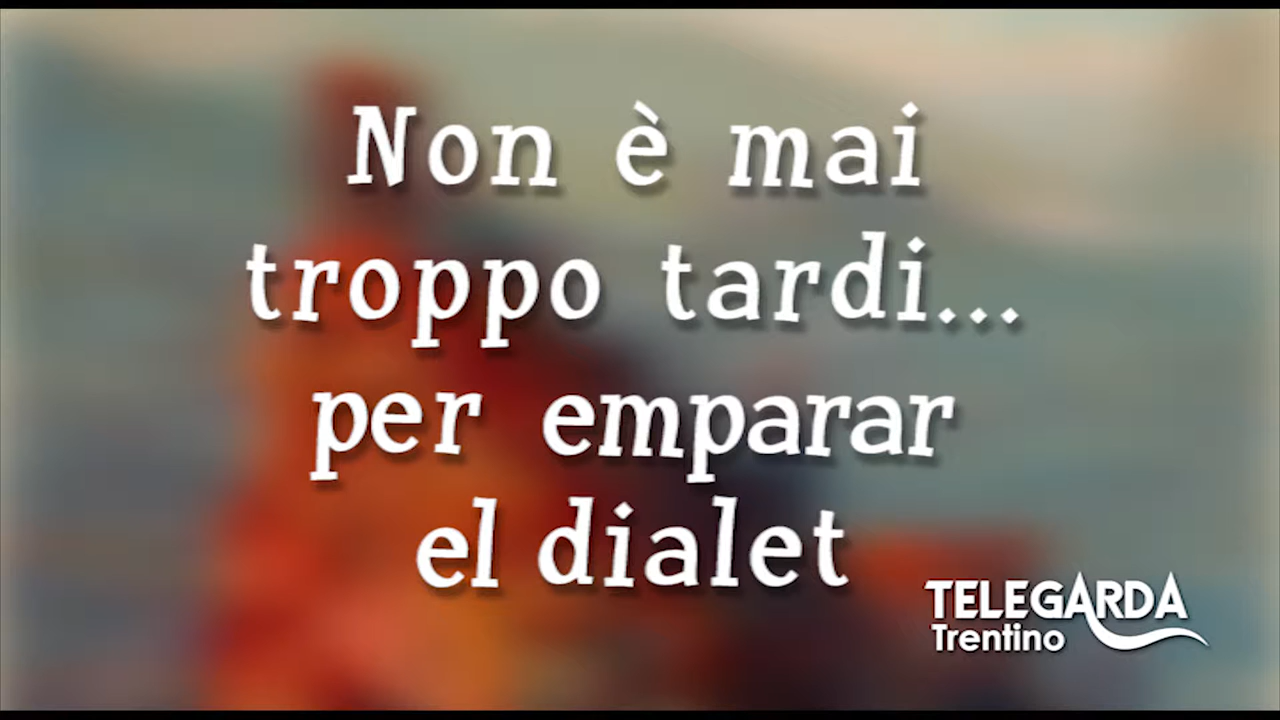 Non è mai
troppo tardi...
per emparar
el dialet
TELEGARDA
Trentino